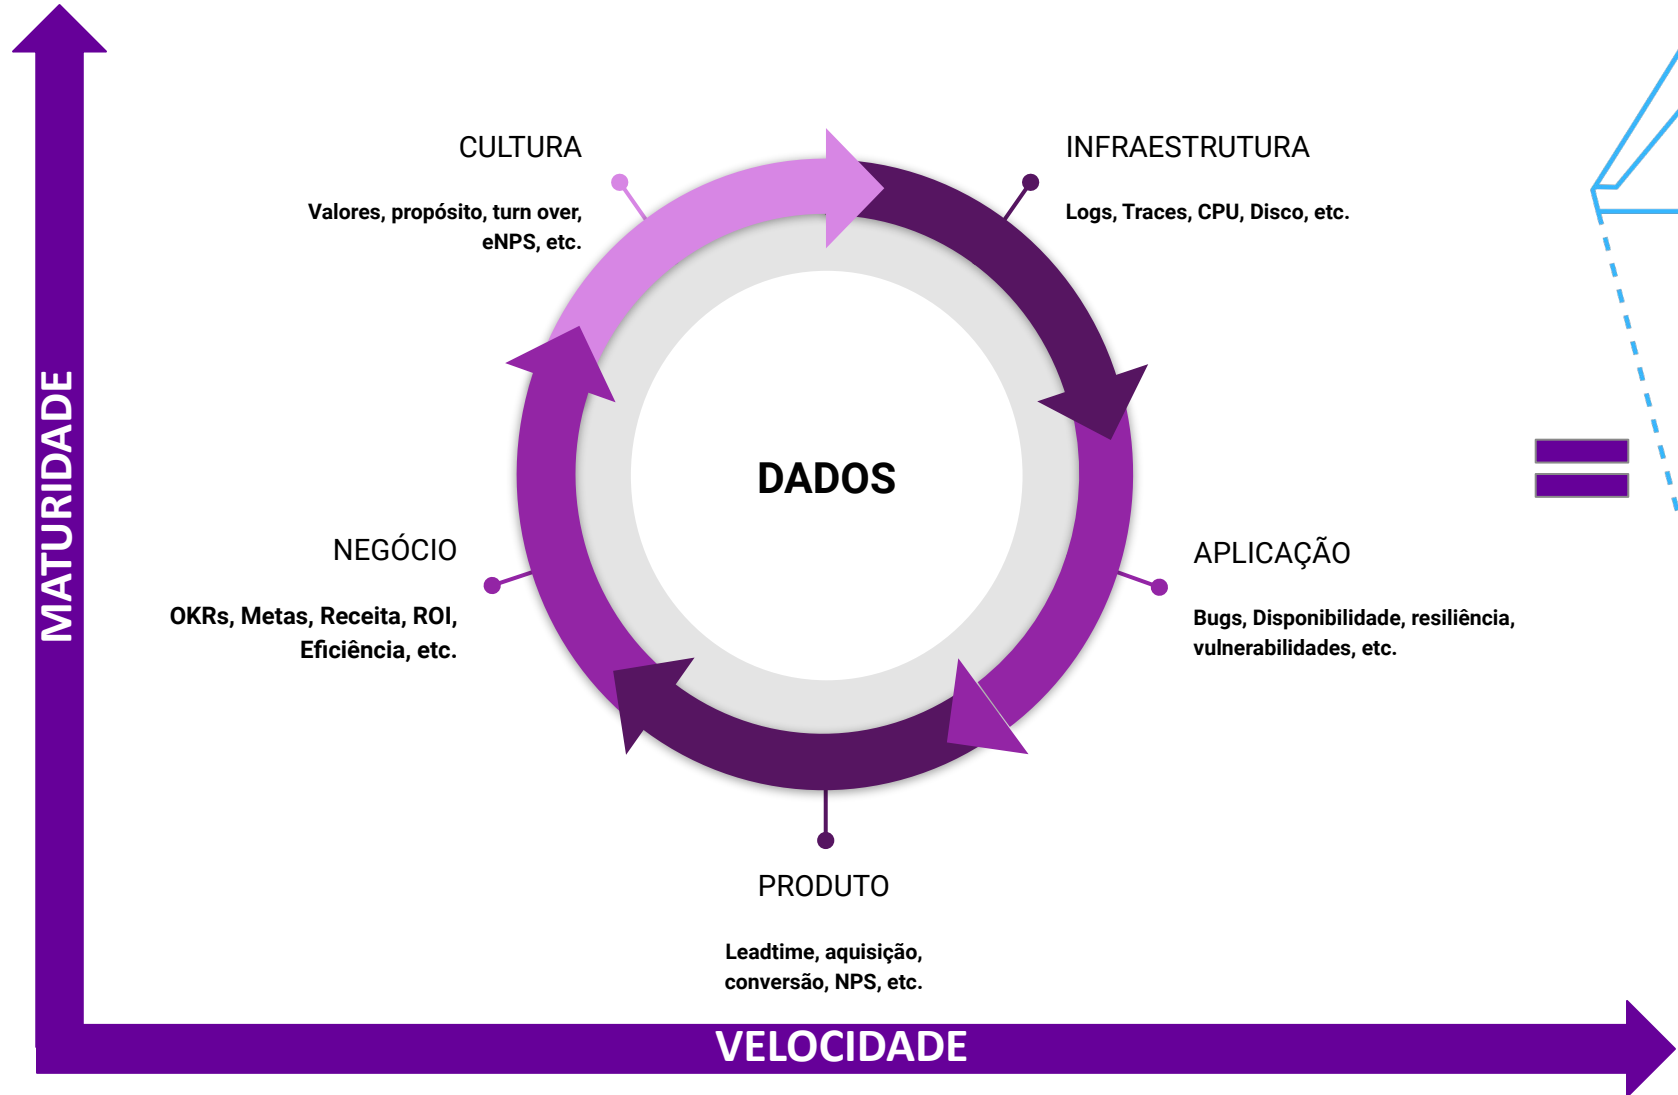 MATURIDADE
CULTURA
Valores, propósito, turn over,
eNPS, etc.
INFRAESTRUTURA
Logs, Traces, CPU, Disco, etc.
DADOS
NEGÓCIO
OKRs, Metas, Receita, ROI,
Eficiência, etc.
APLICAÇÃO
Bugs, Disponibilidade, resiliência,
vulnerabilidades, etc.
PRODUTO
Leadtime, aquisição,
conversão, NPS, etc.
VELOCIDADE